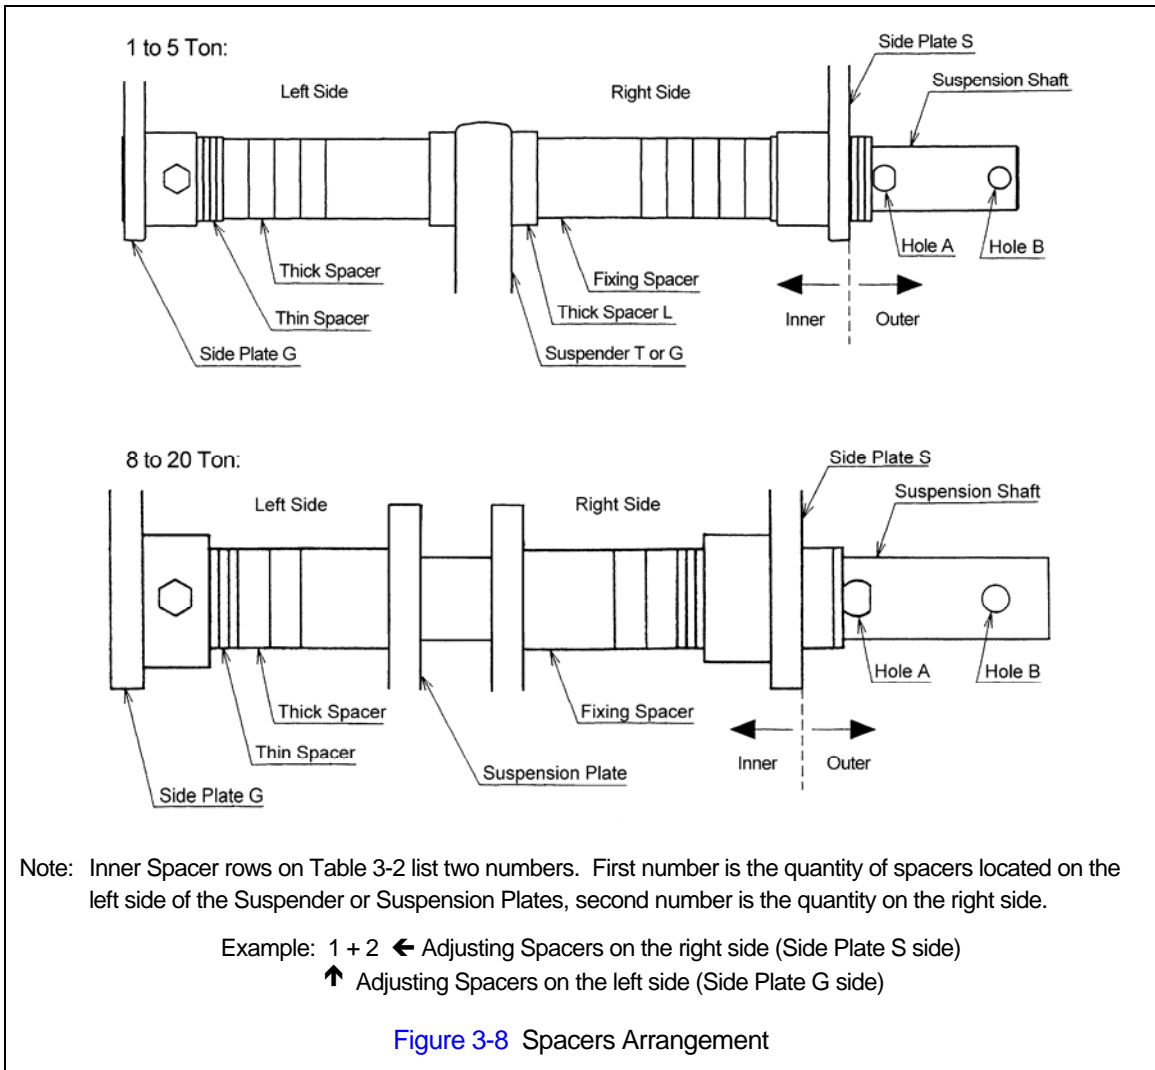 1 to 5 Ton:
Side Plate S
Left Side
Right Side
Suspension Shaft
Hole A
Hole B
Thick Spacer
Fixing Spacer
Thin Spacer
Thick Spacer L
Inner
Outer
Side Plate G
Suspender T or G
8 to 20 Ton:
Side Plate S
Left Side
Right Side
Suspension Shaft
Hole A
Hole B
Thick Spacer
Fixing Spacer
Thin Spacer
Suspension Plate
Inner
Outer
Side Plate G
Note: Inner Spacer rows on Table 3-2 list two numbers. First number is the quantity of spacers located on the
left side of the Suspender or Suspension Plates, second number is the quantity on the right side.
Example: 1 + 2 🡸 Adjusting Spacers on the right side (Side Plate S side)
🡹 Adjusting Spacers on the left side (Side Plate G side)
Figure 3-8 Spacers Arrangement